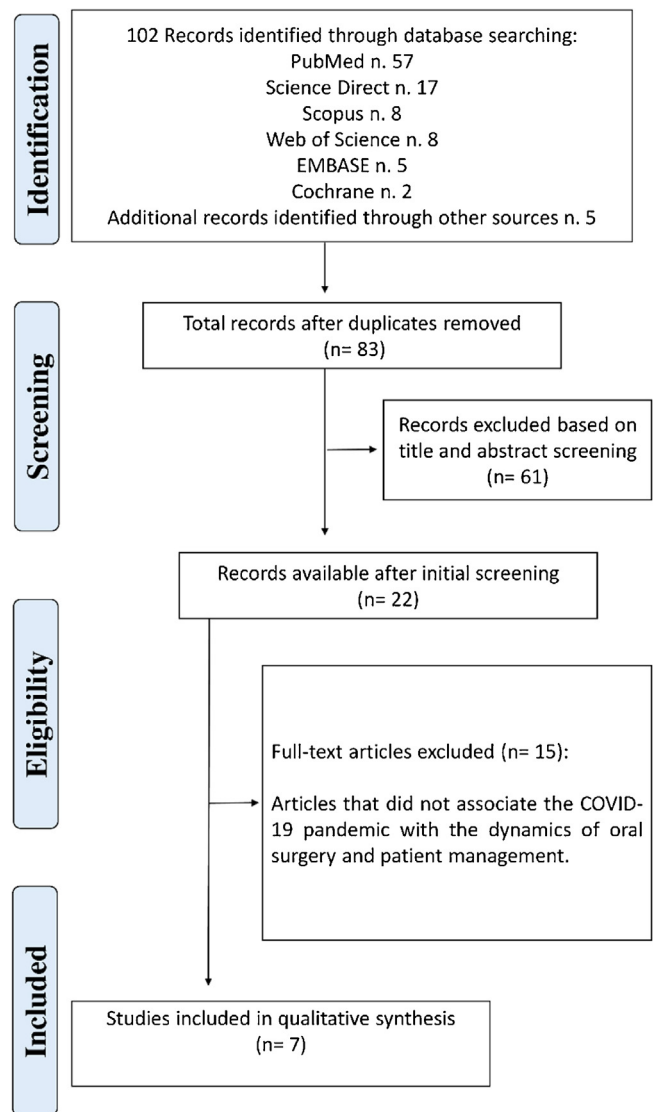 Identification
102 Records identified through database searching:
PubMed n. 57
Science Direct n. 17
Scopus n. 8
Web of Science n. 8
EMBASE n. 5
Cochrane n. 2
Additional records identified through other sources n. 5
Screening
Total records after duplicates removed
(n= 83)
Records excluded based on
title and abstract screening
(n= 61)
Records available after initial screening
(n= 22)
Eligibility
Full-text articles excluded (n= 15):
Articles that did not associate the COVID-
19 pandemic with the dynamics of oral
surgery and patient management.
Included
Studies included in qualitative synthesis
(n= 7)